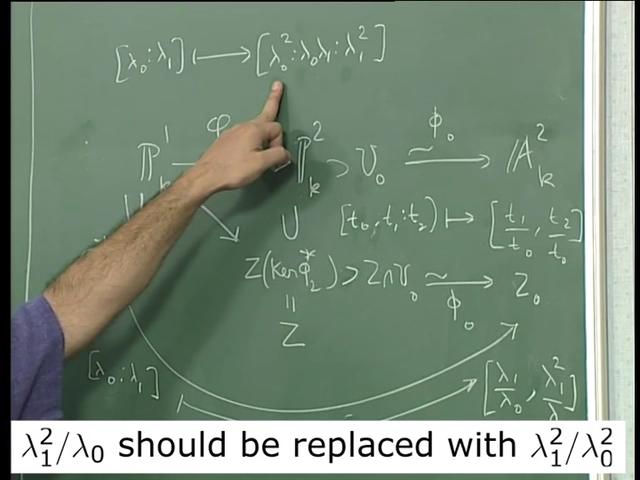 [λ₀:λ₁] ⟼ [λ₀²:λ₀λ₁:λ₁²]
ℙ¹ₖ φ ℙ²ₖ ⊃ U₀ ⥲ φ₀ 𝔸²ₖ
U [t₀,t₁:t₂) ↦ [t₁/t₀, t₂/t₀]
Z(ker φ₂*) ⊃ Z∩U₀ ⥲ φ₀ Z₀
=
Z
[λ₀:λ₁] [λ₁/λ₀, λ₁²/λ]
λ₁²/λ₀ should be replaced with λ₁²/λ₀²